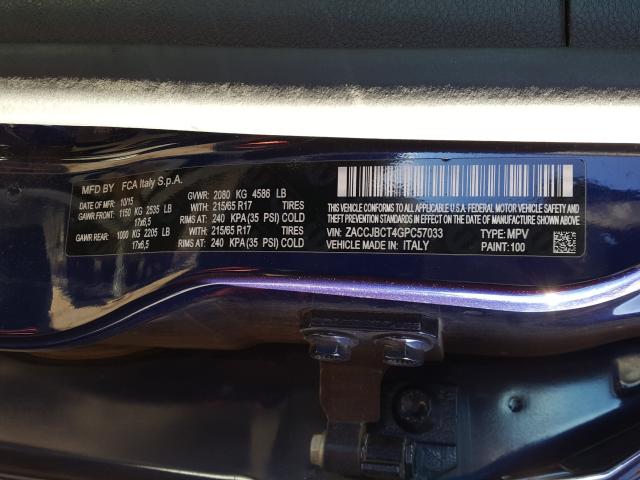 MFD BY FCA Italy S.p.A.
DATE OF MFR 10/15
GVWR: 2080 KG 4586 LB
GAWR FRONT: 1150 KG 2535 LB WITH: 215/65 R17 TIRES
17x6,5 RIMS AT: 240 KPA(35 PSI) COLD
GAWR REAR: 1000 KG 2205 LB WITH: 215/65 R17 TIRES
17x6,5 RIMS AT: 240 KPA(35 PSI) COLD
THIS VEHICLE CONFORMS TO ALL APPLICABLE U.S.A. FEDERAL MOTOR VEHICLE
SAFETY, BUMPER, AND THEFT PREVENTION STANDARDS IN EFFECT ON THE
DATE OF MANUFACTURE SHOWN ABOVE.
VIN: ZACCJBCT4GPC57033 TYPE: MPV
VEHICLE MADE IN: ITALY PAINT: 100